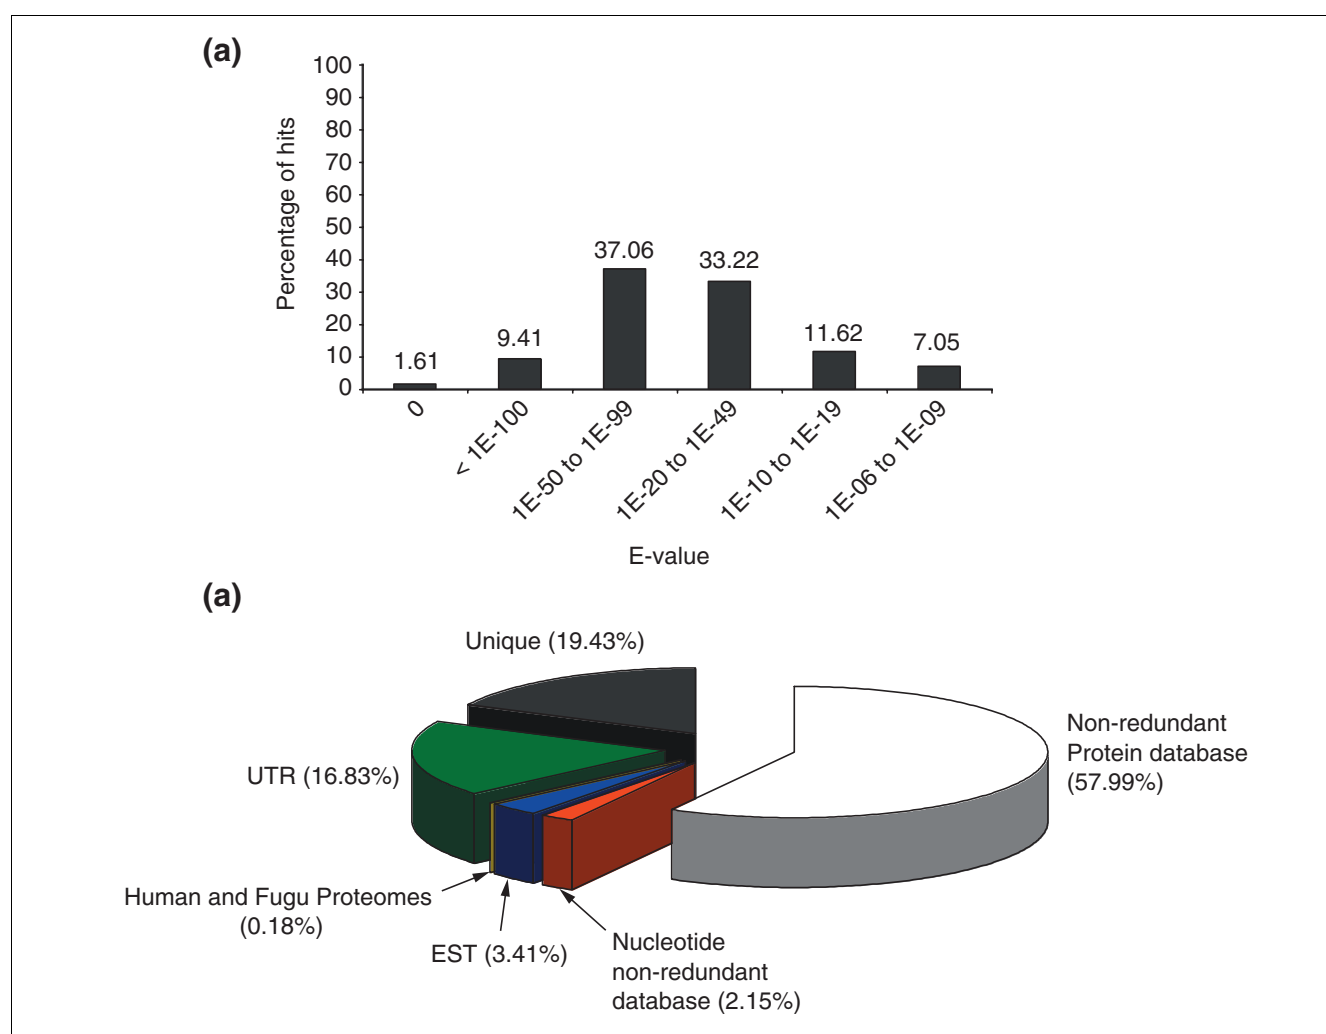 (a)
100
90
80
70
60
50
40
30
20
10
0
Percentage of hits
1.61
9.41
37.06
33.22
11.62
7.05
0
< 1E-100
1E-50 to 1E-99
1E-20 to 1E-49
1E-10 to 1E-19
1E-06 to 1E-09
E-value
(a)
Unique (19.43%)
Non-redundant
Protein database
(57.99%)
UTR (16.83%)
Human and Fugu Proteomes
(0.18%)
EST (3.41%)
Nucleotide
non-redundant
database (2.15%)